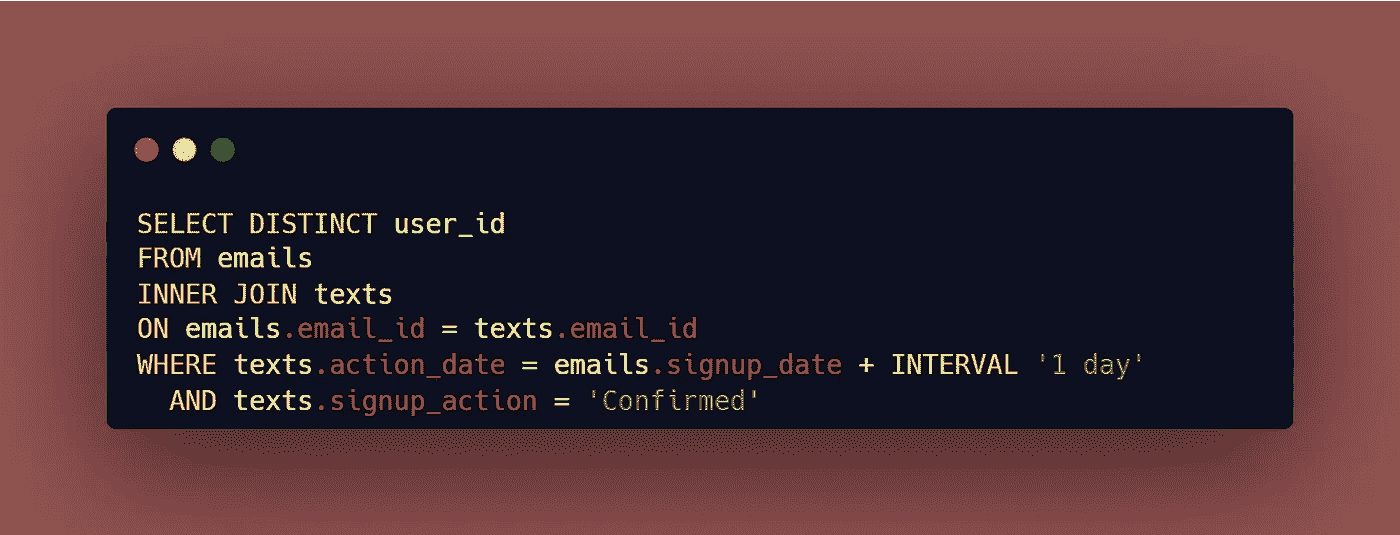 SELECT DISTINCT user_id
FROM emails
INNER JOIN texts
ON emails.email_id = texts.email_id
WHERE texts.action_date = emails.signup_date + INTERVAL '1 day'
  AND texts.signup_action = 'Confirmed'